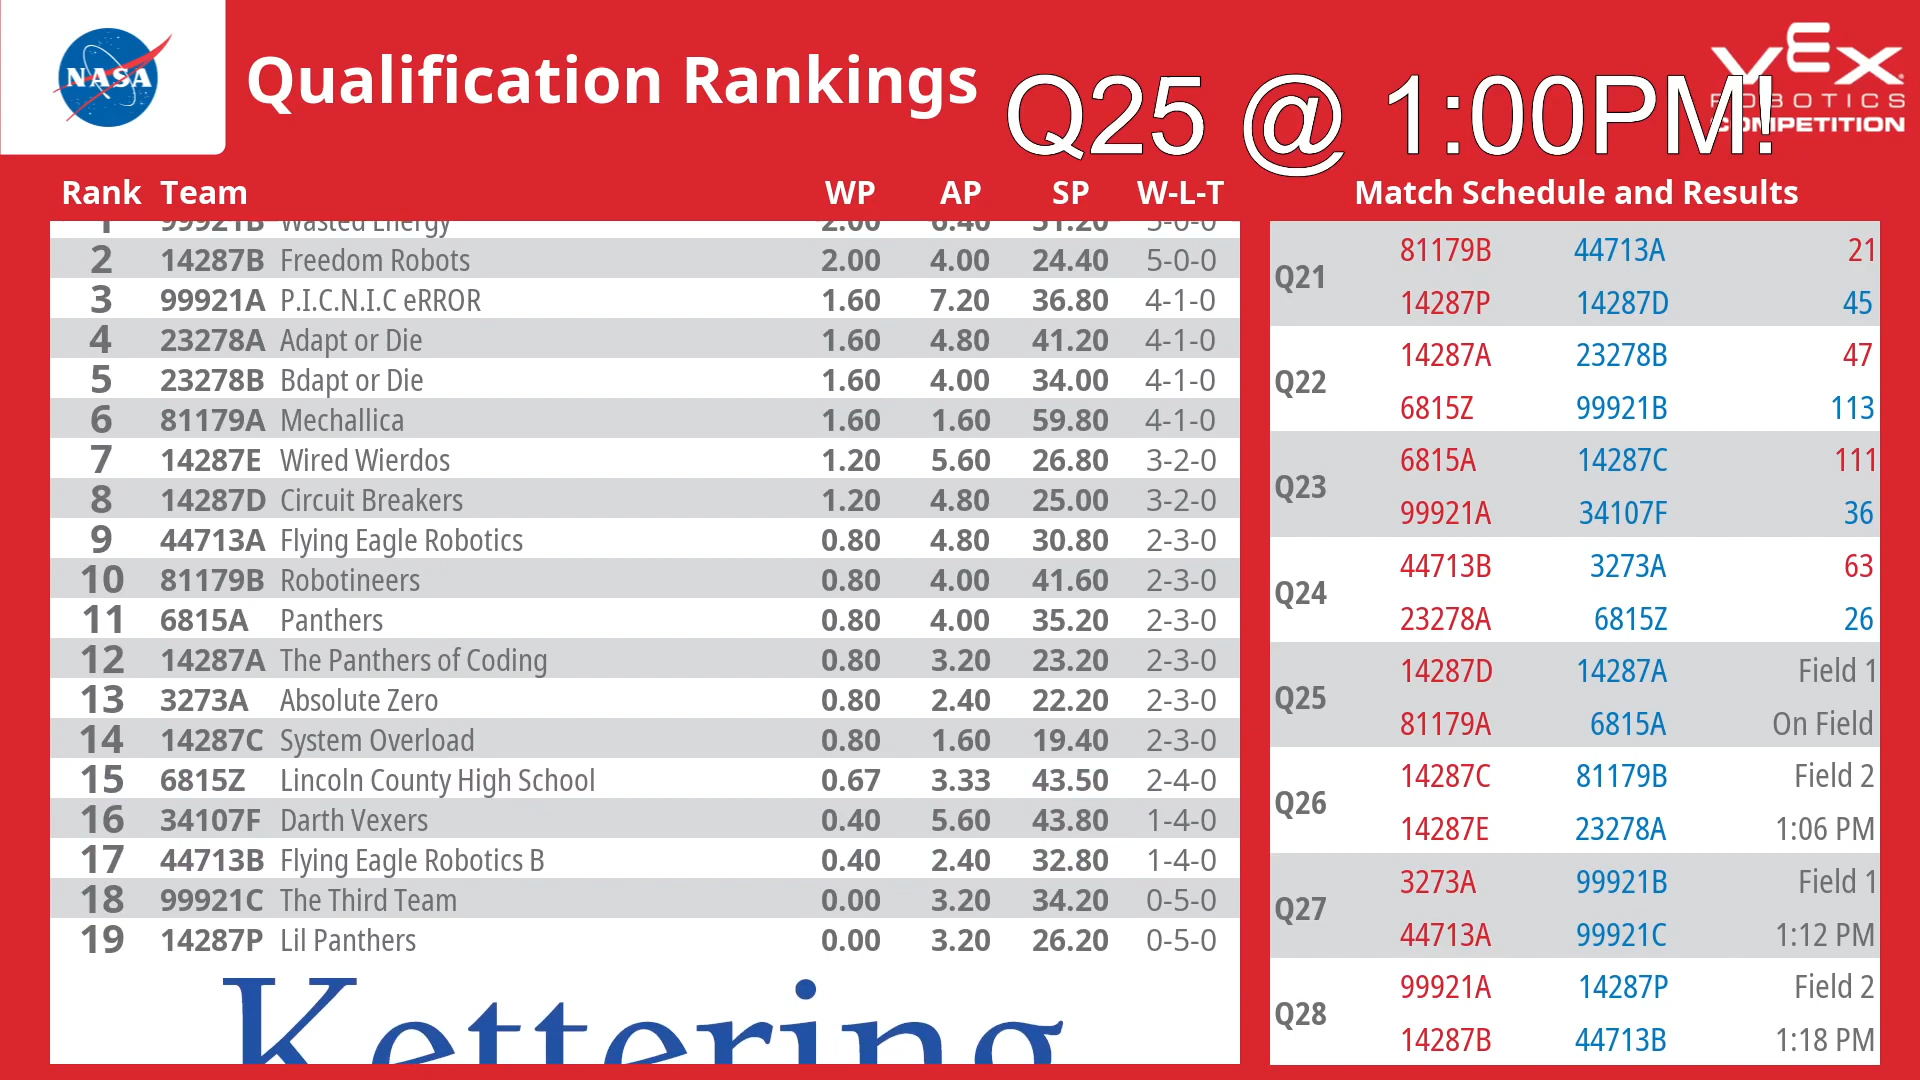 NASA
Qualification Rankings
Q25 @ 1:00PM!
VEX
ROBOTICS
COMPETITION
Rank Team WP AP SP W-L-T
1 99921B Wasted Energy 2.00 6.40 51.20 5-0-0
2 14287B Freedom Robots 2.00 4.00 24.40 5-0-0
3 99921A P.I.C.N.I.C eRROR 1.60 7.20 36.80 4-1-0
4 23278A Adapt or Die 1.60 4.80 41.20 4-1-0
5 23278B Bdapt or Die 1.60 4.00 34.00 4-1-0
6 81179A Mechallica 1.60 1.60 59.80 4-1-0
7 14287E Wired Wierdos 1.20 5.60 26.80 3-2-0
8 14287D Circuit Breakers 1.20 4.80 25.00 3-2-0
9 44713A Flying Eagle Robotics 0.80 4.80 30.80 2-3-0
10 81179B Robotineers 0.80 4.00 41.60 2-3-0
11 6815A Panthers 0.80 4.00 35.20 2-3-0
12 14287A The Panthers of Coding 0.80 3.20 23.20 2-3-0
13 3273A Absolute Zero 0.80 2.40 22.20 2-3-0
14 14287C System Overload 0.80 1.60 19.40 2-3-0
15 6815Z Lincoln County High School 0.67 3.33 43.50 2-4-0
16 34107F Darth Vexers 0.40 5.60 43.80 1-4-0
17 44713B Flying Eagle Robotics B 0.40 2.40 32.80 1-4-0
18 99921C The Third Team 0.00 3.20 34.20 0-5-0
19 14287P Lil Panthers 0.00 3.20 26.20 0-5-0
Kettering
Match Schedule and Results
Q21
81179B 44713A 21
14287P 14287D 45
Q22
14287A 23278B 47
6815Z 99921B 113
Q23
6815A 14287C 111
99921A 34107F 36
Q24
44713B 3273A 63
23278A 6815Z 26
Q25
14287D 14287A Field 1
81179A 6815A On Field
Q26
14287C 81179B Field 2
14287E 23278A 1:06 PM
Q27
3273A 99921B Field 1
44713A 99921C 1:12 PM
Q28
99921A 14287P Field 2
14287B 44713B 1:18 PM